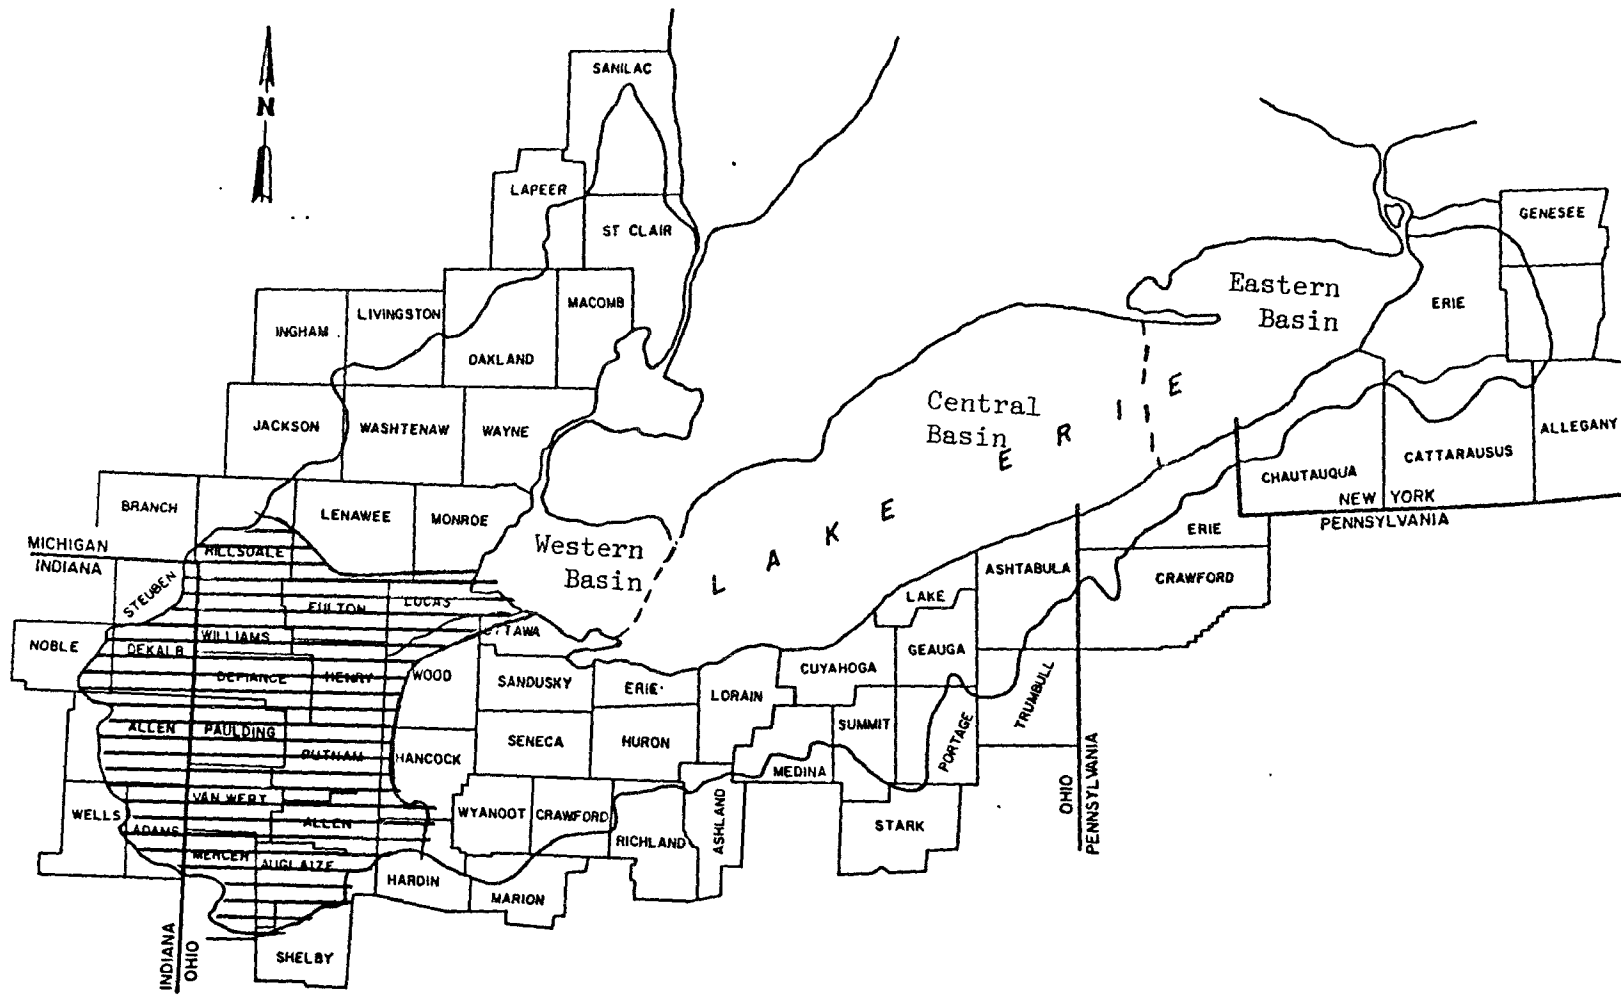 N
SANILAC
LAPEER
ST CLAIR
GENESEE
INGHAM
LIVINGSTON
MACOMB
OAKLAND
Eastern
Basin
ERIE
JACKSON
WASHTENAW
WAYNE
Central
Basin
LAKE ERIE
ALLEGANY
CATTARAUSUS
CHAUTAUQUA
NEW YORK
PENNSYLVANIA
BRANCH
LENAWEE
MONROE
HILLSDALE
MICHIGAN
INDIANA
Western
Basin
ERIE
CRAWFORD
ASHTABULA
LAKE
STEUBEN
FULTON
LUCAS
OTTAWA
WILLIAMS
NOBLE
DEKALB
DEFIANCE
HENRY
WOOD
SANDUSKY
ERIE
LORAIN
CUYAHOGA
GEAUGA
TRUMBULL
ALLEN
PAULDING
PUTNAM
HANCOCK
SENECA
HURON
MEDINA
SUMMIT
PORTAGE
OHIO
PENNSYLVANIA
WELLS
ADAMS
VAN WERT
ALLEN
WYANOOT
CRAWFORD
RICHLAND
ASHLAND
STARK
MERCER
AUGLAIZE
HARDIN
MARION
INDIANA
OHIO
SHELBY